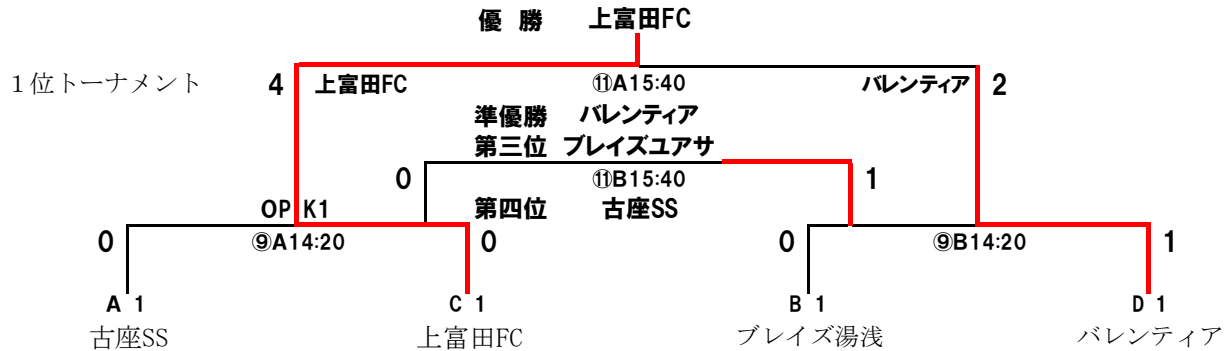 優 勝 上富田FC
1位トーナメント 4 上富田FC ⑪A15:40 バレンティア 2
準優勝 バレンティア
第三位 ブレイズユアサ
0 ⑪B15:40 1
OP K1 第四位 古座SS
0 ⑨A14:20 0 0 ⑨B14:20 1
A 1 C 1 B 1 D 1
古座SS 上富田FC ブレイズ湯浅 バレンティア